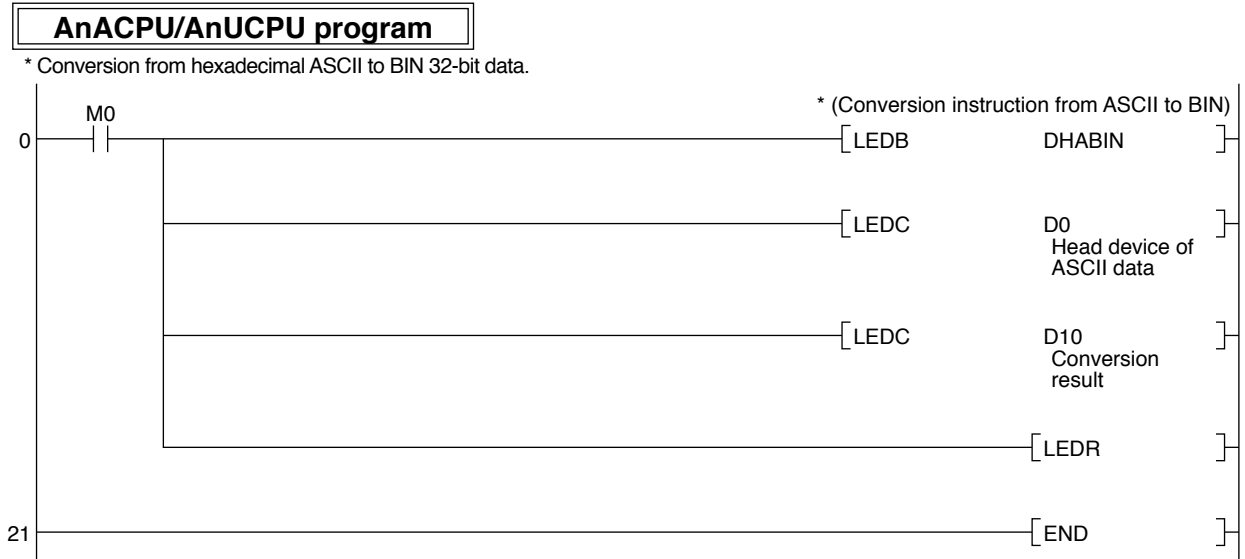 AnACPU/AnUCPU program
* Conversion from hexadecimal ASCII to BIN 32-bit data.
M0
* (Conversion instruction from ASCII to BIN)
0
LEDB DHABIN
LEDC D0
Head device of
ASCII data
LEDC D10
Conversion
result
LEDR
21
END